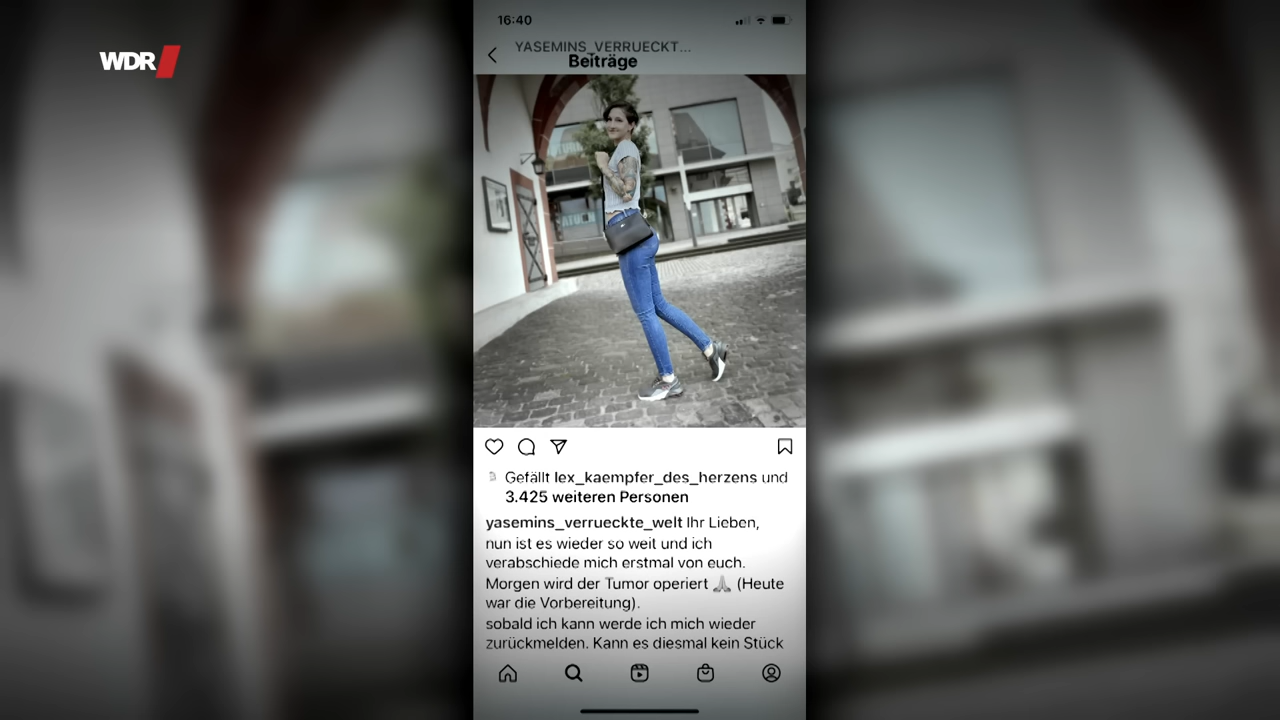 WDR
16:40
YASEMINS_VERRUECKT...
Beiträge
Gefällt lex_kaempfer_des_herzens und
3.425 weiteren Personen
yasemins_verrueckte_welt Ihr Lieben,
nun ist es wieder so weit und ich
verabschiede mich erstmal von euch.
Morgen wird der Tumor operiert 🙏 (Heute
war die Vorbereitung).
sobald ich kann werde ich mich wieder
zurückmelden. Kann es diesmal kein Stück